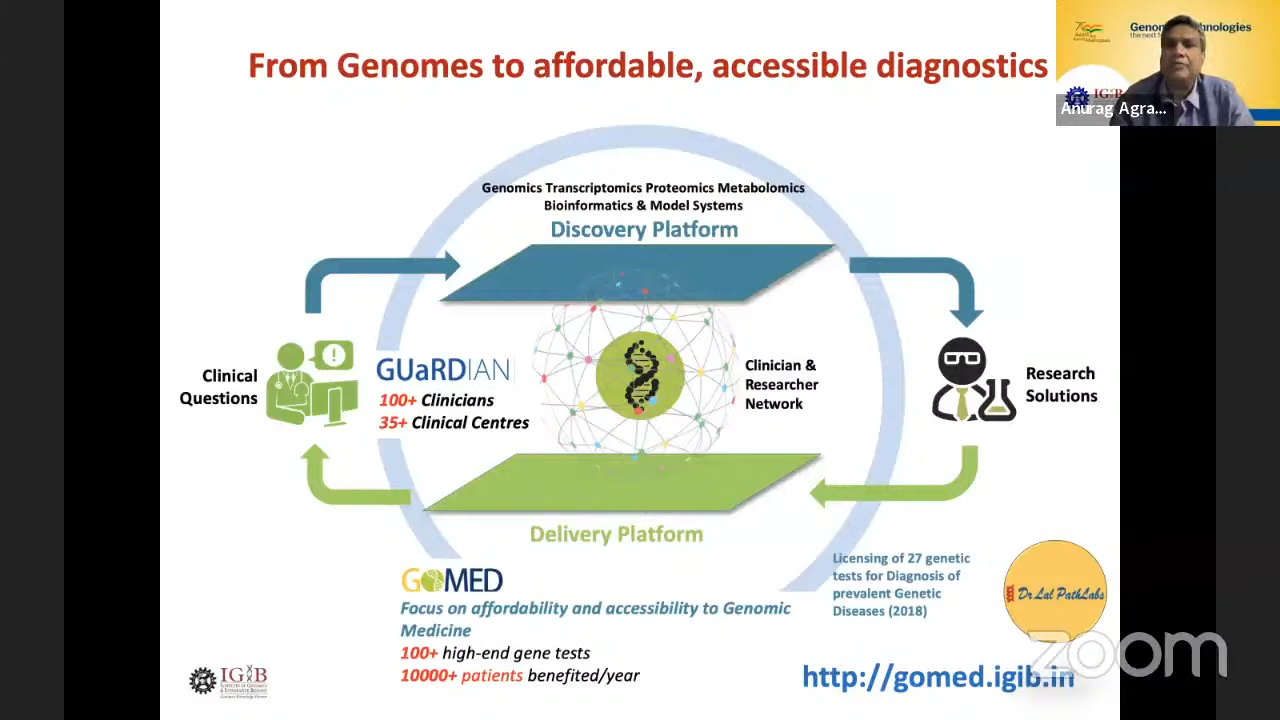 From Genomes to affordable, accessible diagnostics
Anurag Agra...
Genomics Transcriptomics Proteomics Metabolomics
Bioinformatics & Model Systems
Discovery Platform
Clinical
Questions
GUaRDIAN
100+ Clinicians
35+ Clinical Centres
Clinician &
Researcher
Network
Research
Solutions
Delivery Platform
GOMED
Focus on affordability and accessibility to Genomic
Medicine
100+ high-end gene tests
10000+ patients benefited/year
Licensing of 27 genetic
tests for Diagnosis of
prevalent Genetic
Diseases (2018)
Dr Lal PathLabs
IGIB
http://gomed.igib.in
zoom